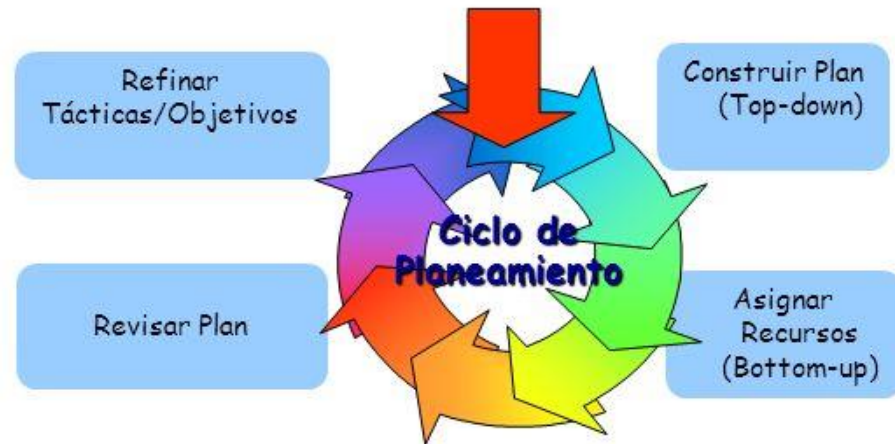 Refinar
Tácticas/Objetivos
Construir Plan
(Top-down)
Ciclo de
Planeamiento
Revisar Plan
Asignar
Recursos
(Bottom-up)